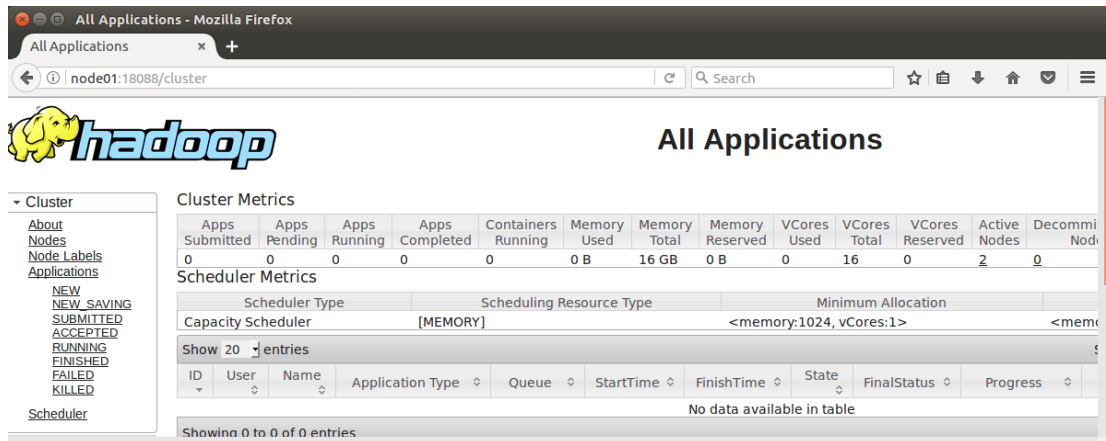 All Applications - Mozilla Firefox
All Applications
node01:18088/cluster
Search
hadoop
All Applications
Cluster
About
Nodes
Node Labels
Applications
NEW
NEW_SAVING
SUBMITTED
ACCEPTED
RUNNING
FINISHED
FAILED
KILLED
Scheduler
Cluster Metrics
Apps Submitted Apps Pending Apps Running Apps Completed Containers Running Memory Used Memory Total Memory Reserved VCores Used VCores Total VCores Reserved Active Nodes Decommi Node
0 0 0 0 0 0 B 16 GB 0 B 0 16 0 2 0
Scheduler Metrics
Scheduler Type Scheduling Resource Type Minimum Allocation
Capacity Scheduler [MEMORY] <memory:1024, vCores:1> <memo
Show 20 entries S
ID User Name Application Type Queue StartTime FinishTime State FinalStatus Progress
No data available in table
Showing 0 to 0 of 0 entries